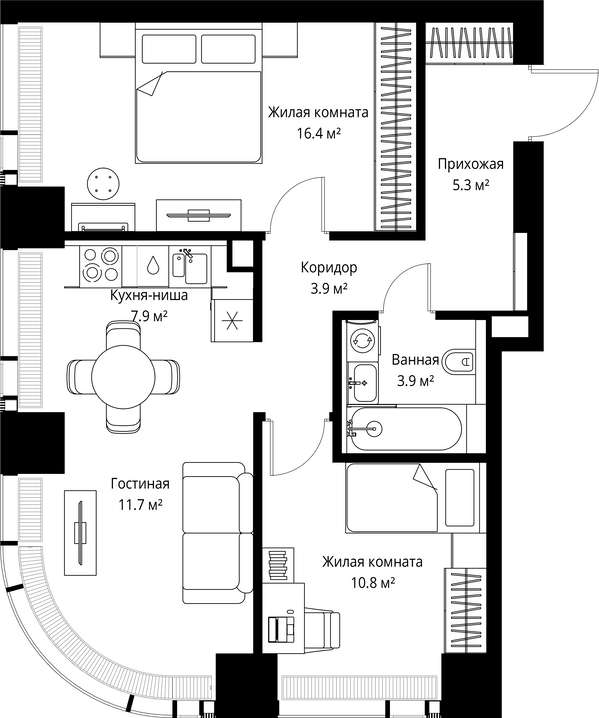 Жилая комната
16.4 м²
Прихожая
5.3 м²
Коридор
3.9 м²
Кухня-ниша
7.9 м²
Ванная
3.9 м²
Гостиная
11.7 м²
Жилая комната
10.8 м²